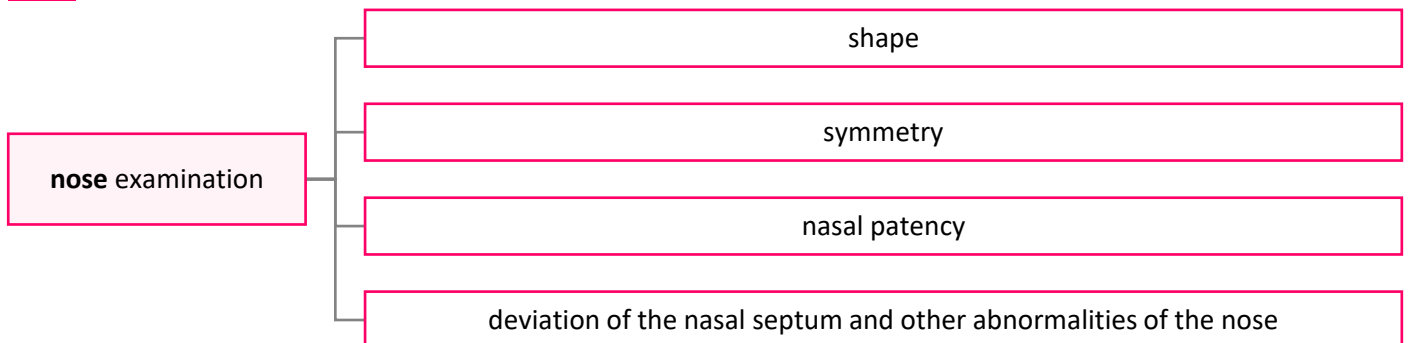 shape
symmetry
nose examination
nasal patency
deviation of the nasal septum and other abnormalities of the nose